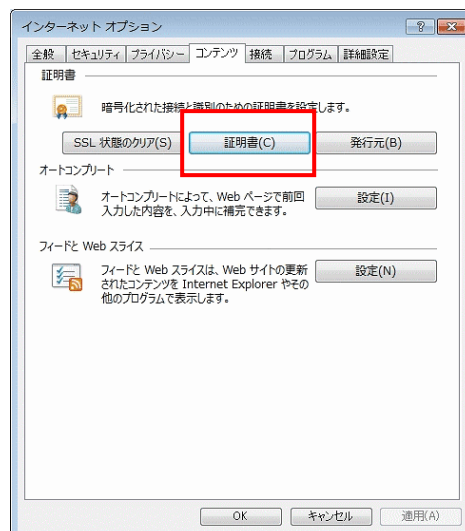 インターネット オプション
全般 セキュリティ プライバシー コンテンツ 接続 プログラム 詳細設定
証明書
暗号化された接続と識別のための証明書を設定します。
SSL 状態のクリア(S) 証明書(C) 発行元(B)
オートコンプリート
オートコンプリートによって、Web ページで前回 設定(I)
入力した内容を、入力中に補完できます。
フィードと Web スライス
フィードと Web スライスは、Web サイトの更新 設定(N)
されたコンテンツを Internet Explorer やその
他のプログラムで表示します。
OK キャンセル 適用(A)